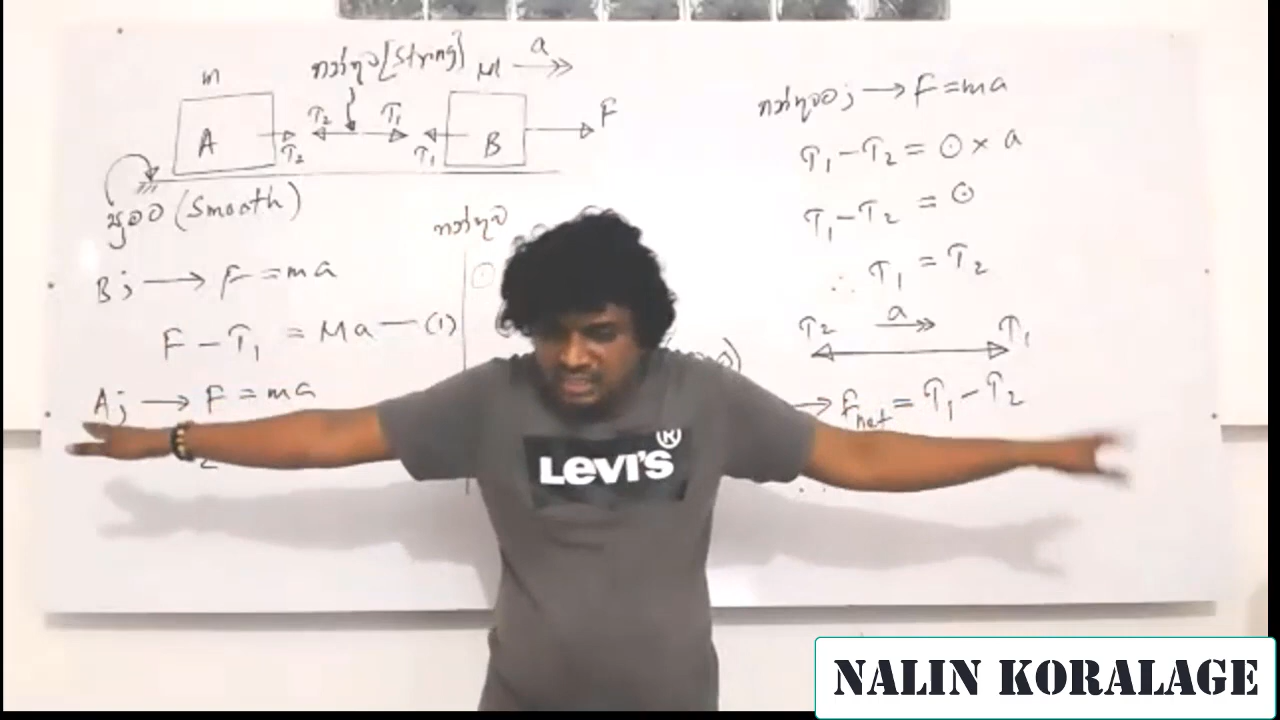 m
තන්තුව [String]
M a
A
T₂
T₂
T₁
T₁
B
F
සුමට (Smooth)
තන්තුව
B ; → F = ma
F - T₁ = Ma — (1)
A ; → F = ma
තන්තුවට ; → F = ma
T₁ - T₂ = 0 × a
T₁ - T₂ = 0
∴ T₁ = T₂
T₂ a T₁
→ Fnet = T₁ - T₂
LEVI'S ®
NALIN KORALAGE